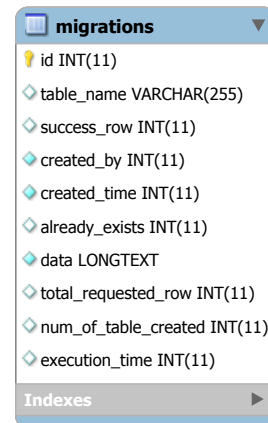 migrations
id INT(11)
table_name VARCHAR(255)
success_row INT(11)
created_by INT(11)
created_time INT(11)
already_exists INT(11)
data LONGTEXT
total_requested_row INT(11)
num_of_table_created INT(11)
execution_time INT(11)
Indexes